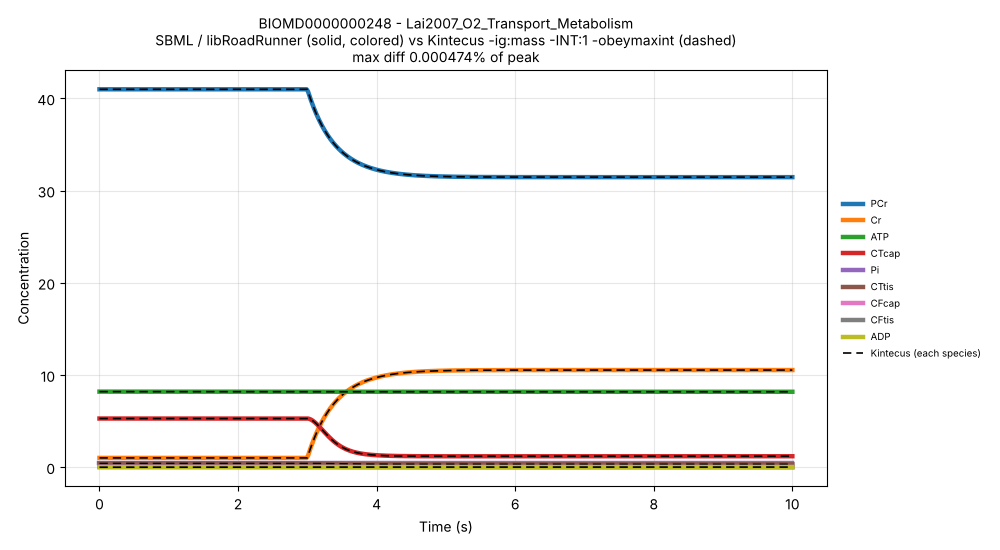 BIOMD0000000248 - Lai2007_O2_Transport_Metabolism
SBML / libRoadRunner (solid, colored) vs Kintecus -ig:mass -INT:1 -obeymaxint (dashed)
max diff 0.000474% of peak
Concentration
40
30
20
10
0
0 2 4 6 8 10
Time (s)
PCr
Cr
ATP
CTcap
Pi
CTtis
CFcap
CFtis
ADP
Kintecus (each species)